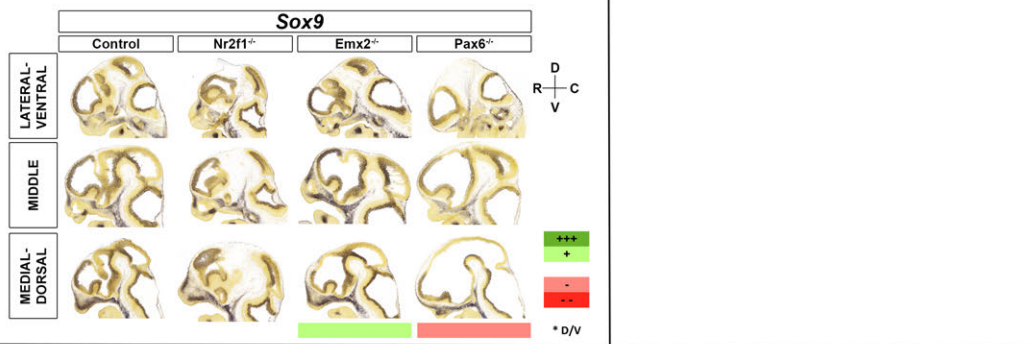 Sox9
Control Nr2f1-/- Emx2-/- Pax6-/-
LATERAL-
VENTRAL
D
R C
V
MIDDLE
MEDIAL-
DORSAL
+++
+
-
--
* D/V